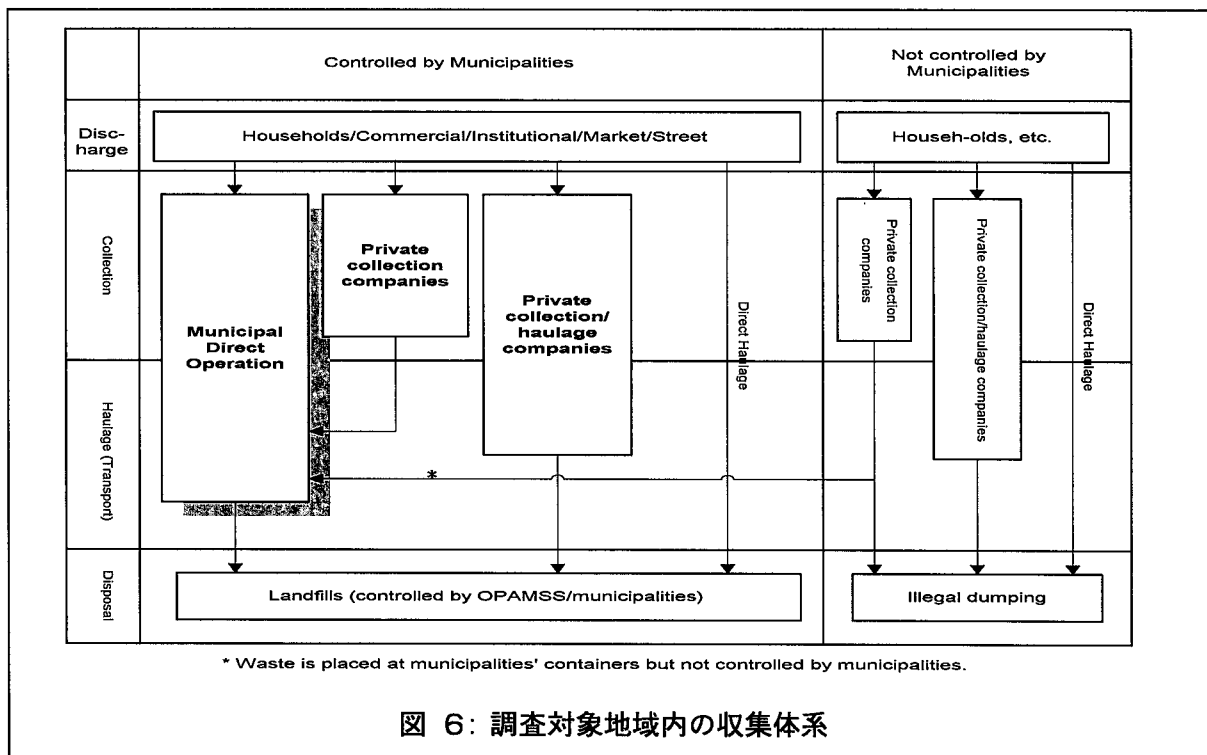 Controlled by Municipalities
Not controlled by
Municipalities
Disc-
harge
Households/Commercial/Institutional/Market/Street
Househ-olds, etc.
Collection
Municipal
Direct
Operation
Private
collection
companies
Private
collection/
haulage
companies
Direct Haulage
Private collection
companies
Private collection/haulage companies
Direct Haulage
Haulage (Transport)
*
Disposal
Landfills (controlled by OPAMSS/municipalities)
Illegal dumping
* Waste is placed at municipalities' containers but not controlled by municipalities.
図 6: 調査対象地域内の収集体系